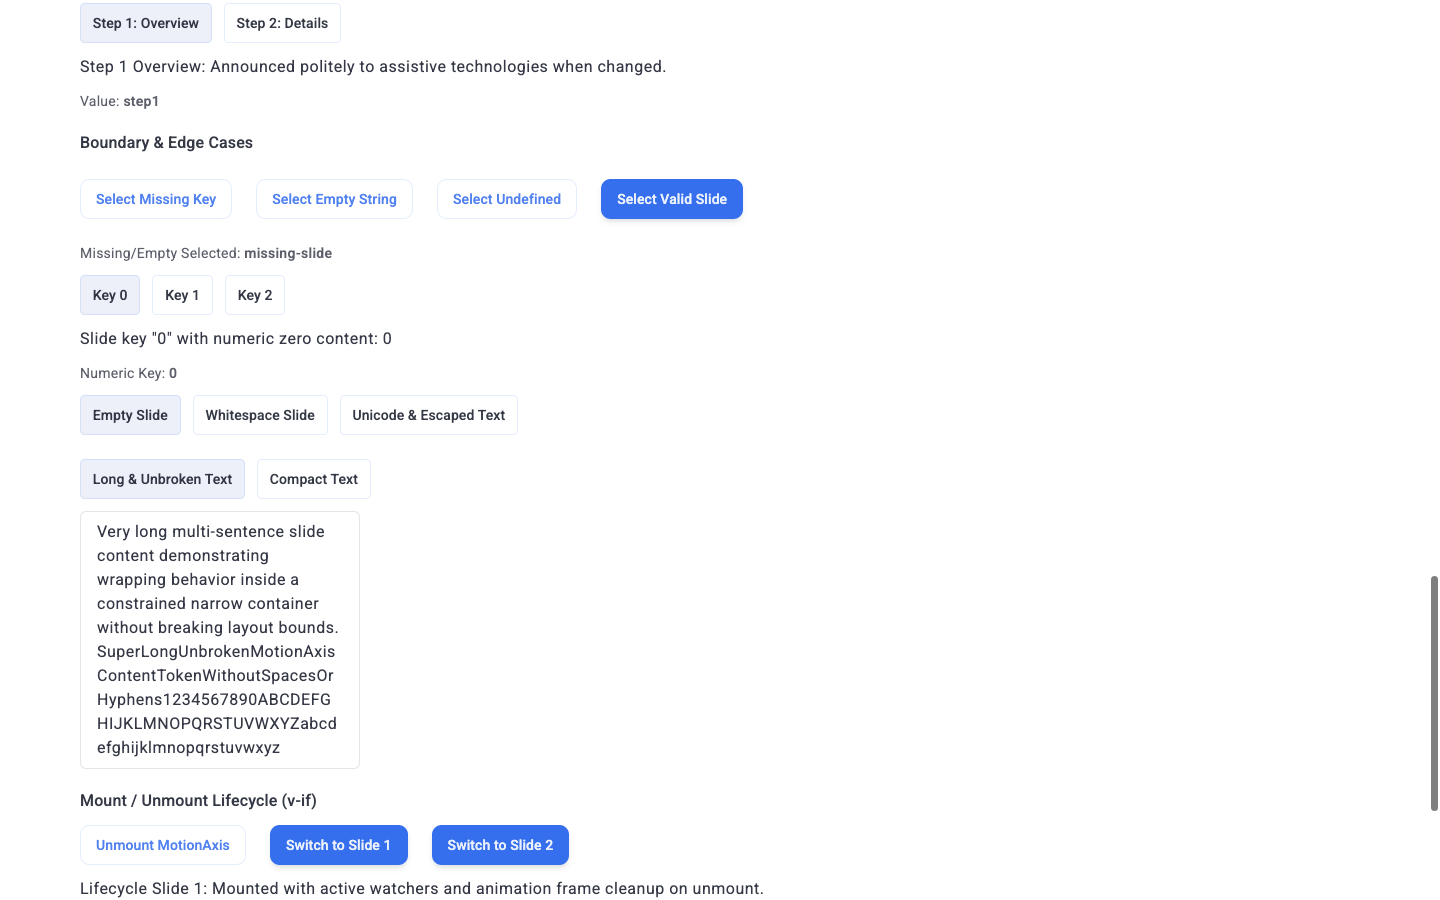 Step 1: Overview Step 2: Details
Step 1 Overview: Announced politely to assistive technologies when changed.
Value: step1
Boundary & Edge Cases
Select Missing Key Select Empty String Select Undefined Select Valid Slide
Missing/Empty Selected: missing-slide
Key 0 Key 1 Key 2
Slide key "0" with numeric zero content: 0
Numeric Key: 0
Empty Slide Whitespace Slide Unicode & Escaped Text
Long & Unbroken Text Compact Text
Very long multi-sentence slide
content demonstrating
wrapping behavior inside a
constrained narrow container
without breaking layout bounds.
SuperLongUnbrokenMotionAxis
ContentTokenWithoutSpacesOr
Hyphens1234567890ABCDEFG
HIJKLMNOPQRSTUVWXYZabcd
efghijklmnopqrstuvwxyz
Mount / Unmount Lifecycle (v-if)
Unmount MotionAxis Switch to Slide 1 Switch to Slide 2
Lifecycle Slide 1: Mounted with active watchers and animation frame cleanup on unmount.